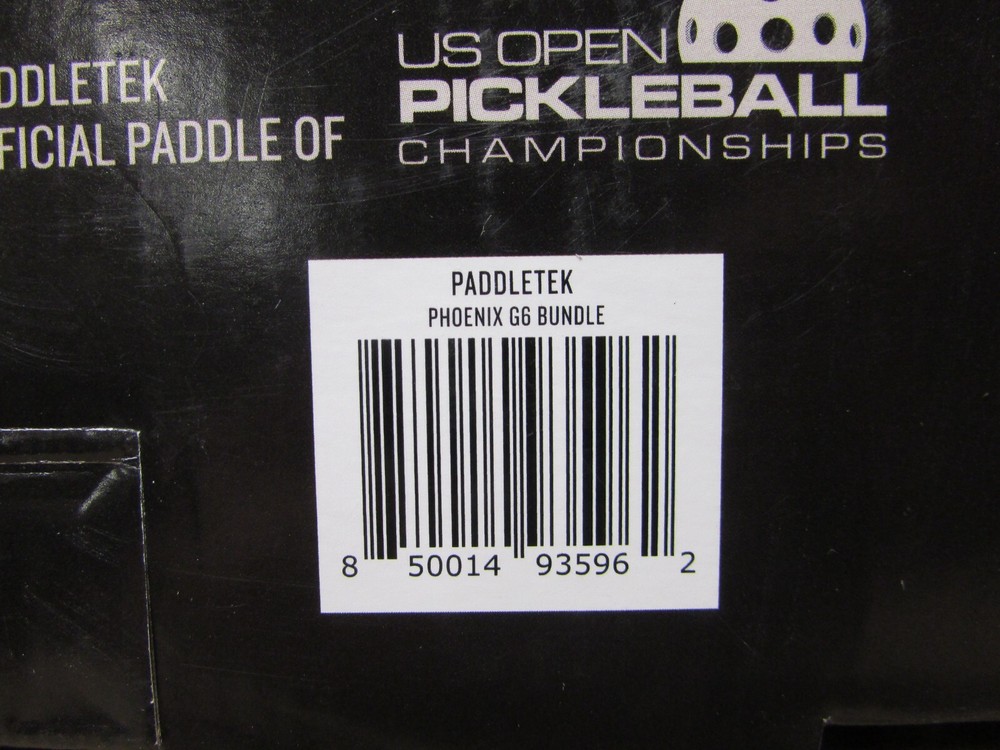 DDLETEK
FICIAL PADDLE OF
US OPEN
PICKLEBALL
CHAMPIONSHIPS
PADDLETEK
PHOENIX G6 BUNDLE
8 50014 93596 2